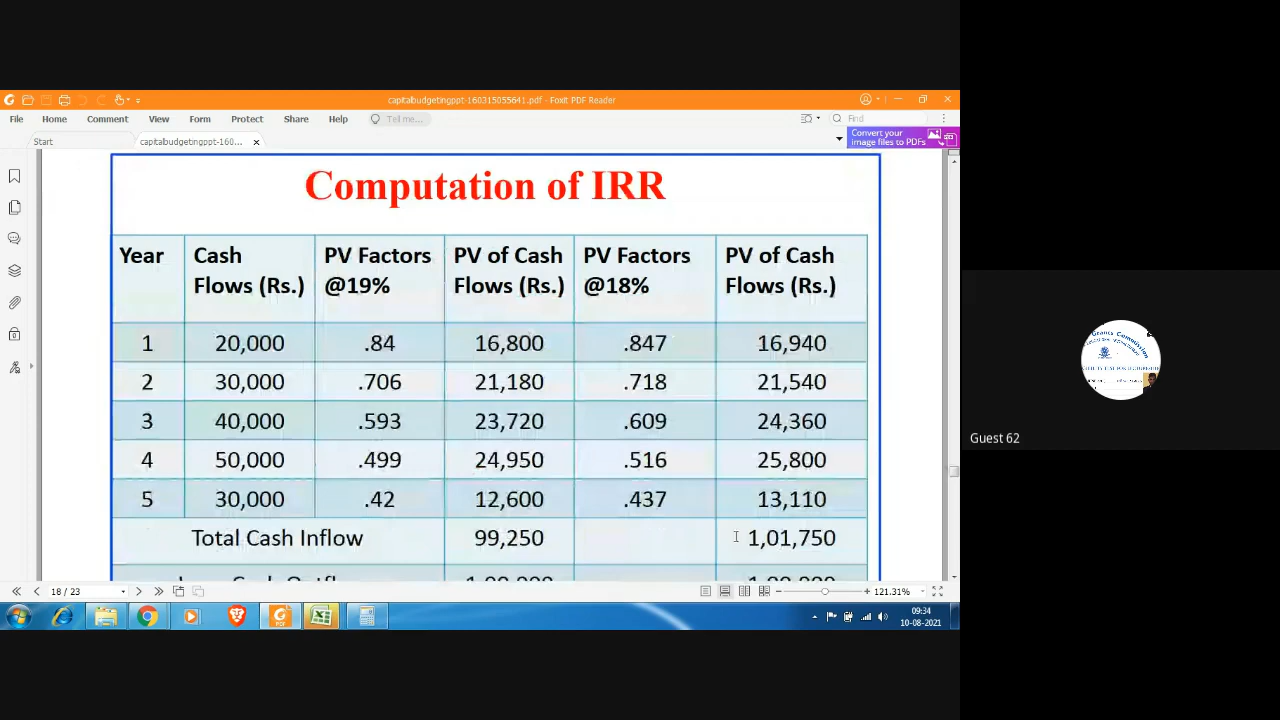 capitalbudgetingppt-160315055641.pdf - Foxit PDF Reader
File Home Comment View Form Protect Share Help Tell me... Find
Convert your
image files to PDFs
Start capitalbudgetingppt-160...
Computation of IRR
Year Cash Flows (Rs.) PV Factors @19% PV of Cash Flows (Rs.) PV Factors @18% PV of Cash Flows (Rs.)
1 20,000 .84 16,800 .847 16,940
2 30,000 .706 21,180 .718 21,540
3 40,000 .593 23,720 .609 24,360
4 50,000 .499 24,950 .516 25,800
5 30,000 .42 12,600 .437 13,110
Total Cash Inflow 99,250 1,01,750
18 / 23 121.31%
09:34
10-08-2021
Grants Commission
Guest 62